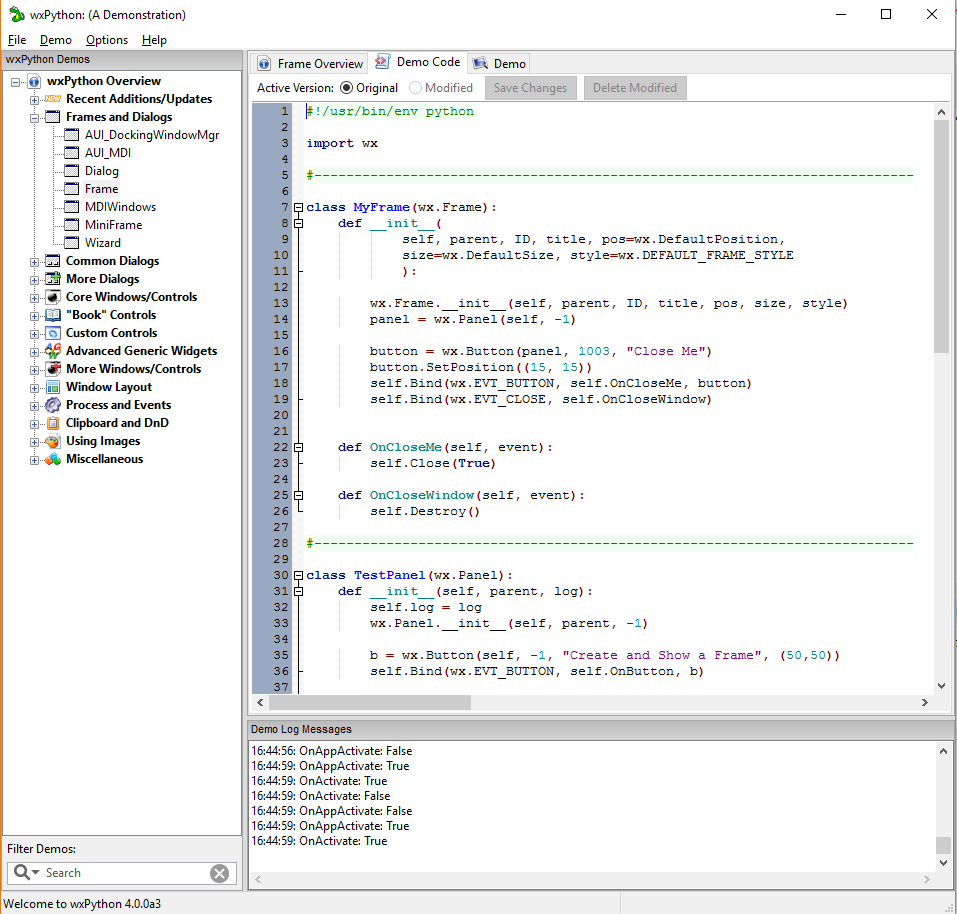 wxPython: (A Demonstration)
File Demo Options Help
wxPython Demos
wxPython Overview
NEW Recent Additions/Updates
Frames and Dialogs
AUI_DockingWindowMgr
AUI_MDI
Dialog
Frame
MDIWindows
MiniFrame
Wizard
Common Dialogs
More Dialogs
Core Windows/Controls
"Book" Controls
Custom Controls
Advanced Generic Widgets
More Windows/Controls
Window Layout
Process and Events
Clipboard and DnD
Using Images
Miscellaneous
Filter Demos:
Search
Frame Overview Demo Code Demo
Active Version: Original Modified Save Changes Delete Modified
1 #!/usr/bin/env python
2
3 import wx
4
5 #---------------------------------------------------------------------------
6
7 class MyFrame(wx.Frame):
8 def __init__(
9 self, parent, ID, title, pos=wx.DefaultPosition,
10 size=wx.DefaultSize, style=wx.DEFAULT_FRAME_STYLE
11 ):
12
13 wx.Frame.__init__(self, parent, ID, title, pos, size, style)
14 panel = wx.Panel(self, -1)
15
16 button = wx.Button(panel, 1003, "Close Me")
17 button.SetPosition((15, 15))
18 self.Bind(wx.EVT_BUTTON, self.OnCloseMe, button)
19 self.Bind(wx.EVT_CLOSE, self.OnCloseWindow)
20
21
22 def OnCloseMe(self, event):
23 self.Close(True)
24
25 def OnCloseWindow(self, event):
26 self.Destroy()
27
28 #---------------------------------------------------------------------------
29
30 class TestPanel(wx.Panel):
31 def __init__(self, parent, log):
32 self.log = log
33 wx.Panel.__init__(self, parent, -1)
34
35 b = wx.Button(self, -1, "Create and Show a Frame", (50,50))
36 self.Bind(wx.EVT_BUTTON, self.OnButton, b)
37
Demo Log Messages
16:44:56: OnAppActivate: False
16:44:59: OnAppActivate: True
16:44:59: OnActivate: True
16:44:59: OnActivate: False
16:44:59: OnAppActivate: False
16:44:59: OnAppActivate: True
16:44:59: OnActivate: True
Welcome to wxPython 4.0.0a3